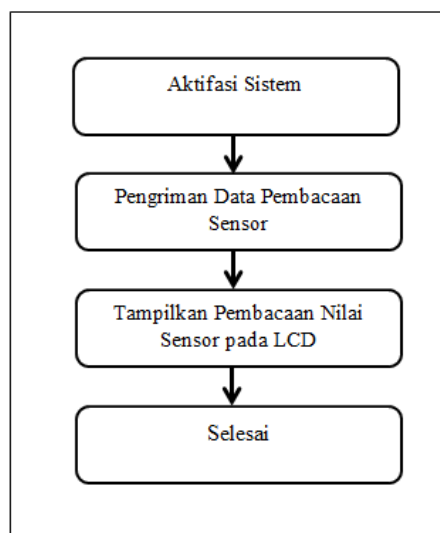 Aktifasi Sistem
Pengriman Data Pembacaan
Sensor
Tampilkan Pembacaan Nilai
Sensor pada LCD
Selesai